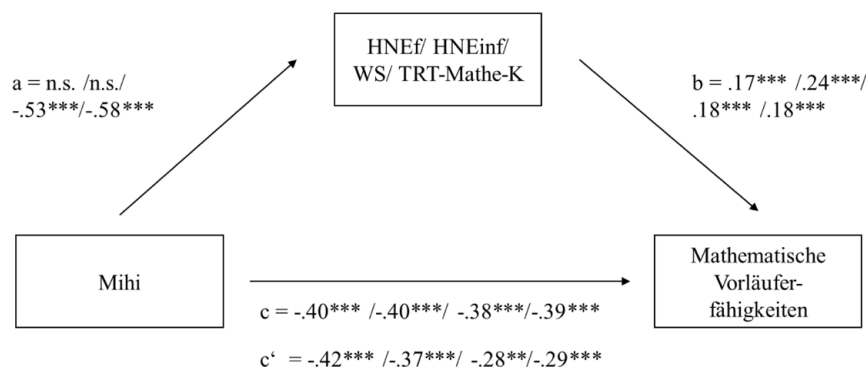 HNEf/ HNEinf/
WS/ TRT-Mathe-K
a = n.s. /n.s./
-.53***/-.58***
b = .17*** /.24***/
.18*** /.18***
Mihi
Mathematische
Vorläufer-
fähigkeiten
c = -.40*** /-.40***/ -.38***/-.39***
c‘ = -.42*** /-.37***/ -.28**/-.29***